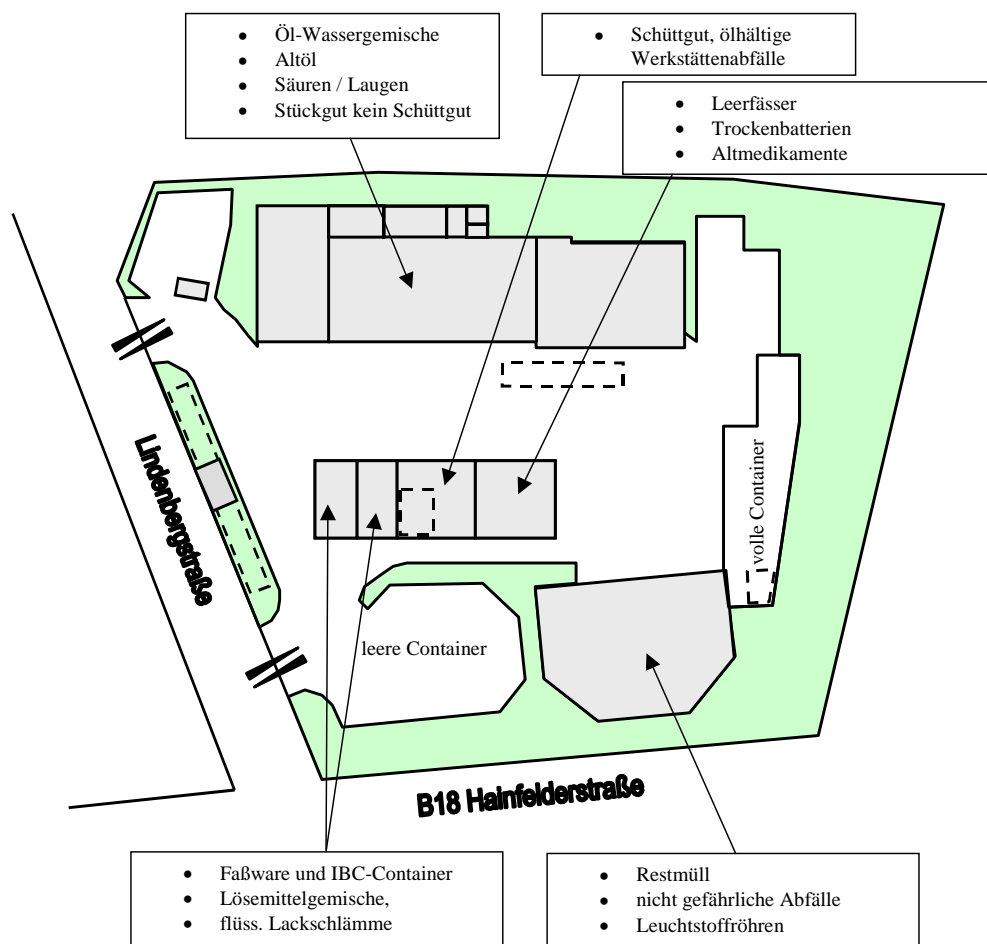 • Öl-Wassergemische
• Altöl
• Säuren / Laugen
• Stückgut kein Schüttgut
• Schüttgut, ölhältige
Werkstättenabfälle
• Leerfässer
• Trockenbatterien
• Altmedikamente
Lindenbergstraße
volle Container
leere Container
B18 Hainfelderstraße
• Faßware und IBC-Container
• Lösemittelgemische,
• flüss. Lackschlämme
• Restmüll
• nicht gefährliche Abfälle
• Leuchtstoffröhren